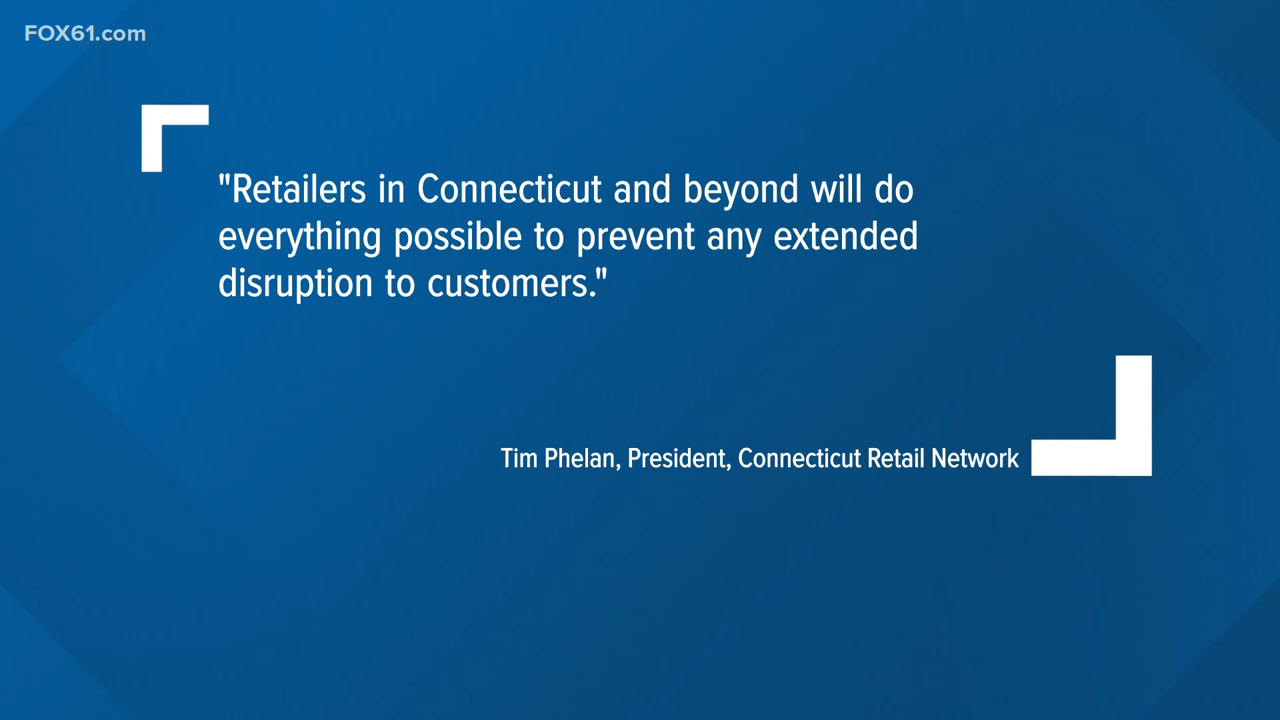 FOX61.com
"Retailers in Connecticut and beyond will do
everything possible to prevent any extended
disruption to customers."
Tim Phelan, President, Connecticut Retail Network